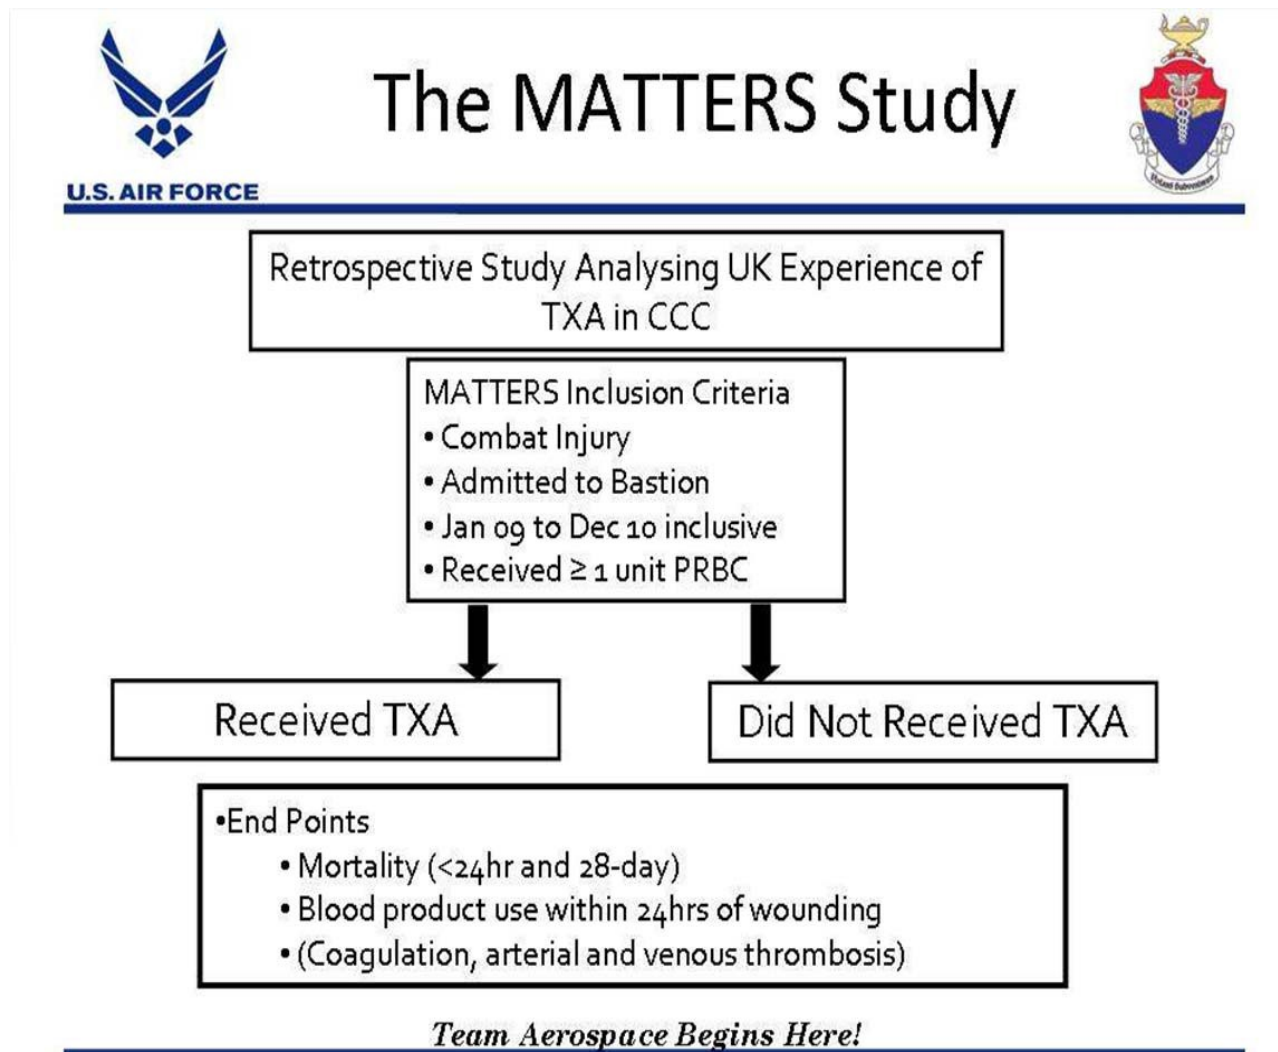 The MATTERS Study
U.S. AIR FORCE
Retrospective Study Analysing UK Experience of
TXA in CCC
MATTERS Inclusion Criteria
• Combat Injury
• Admitted to Bastion
• Jan 09 to Dec 10 inclusive
• Received ≥ 1 unit PRBC
Received TXA
Did Not Received TXA
•End Points
• Mortality (<24hr and 28-day)
• Blood product use within 24hrs of wounding
• (Coagulation, arterial and venous thrombosis)
Team Aerospace Begins Here!